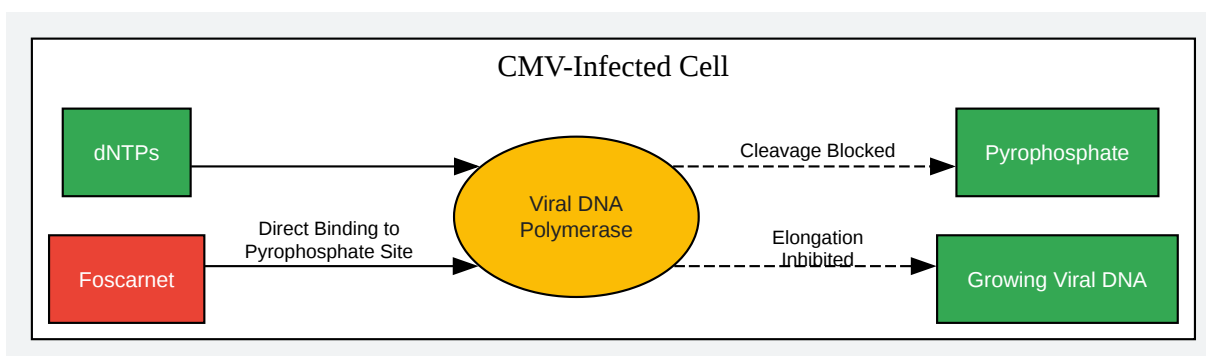 CMV-Infected Cell
dNTPs
Cleavage Blocked
Pyrophosphate
Viral DNA
Polymerase
Direct Binding to
Pyrophosphate Site
Foscarnet
Elongation
Inhibited
Growing Viral DNA